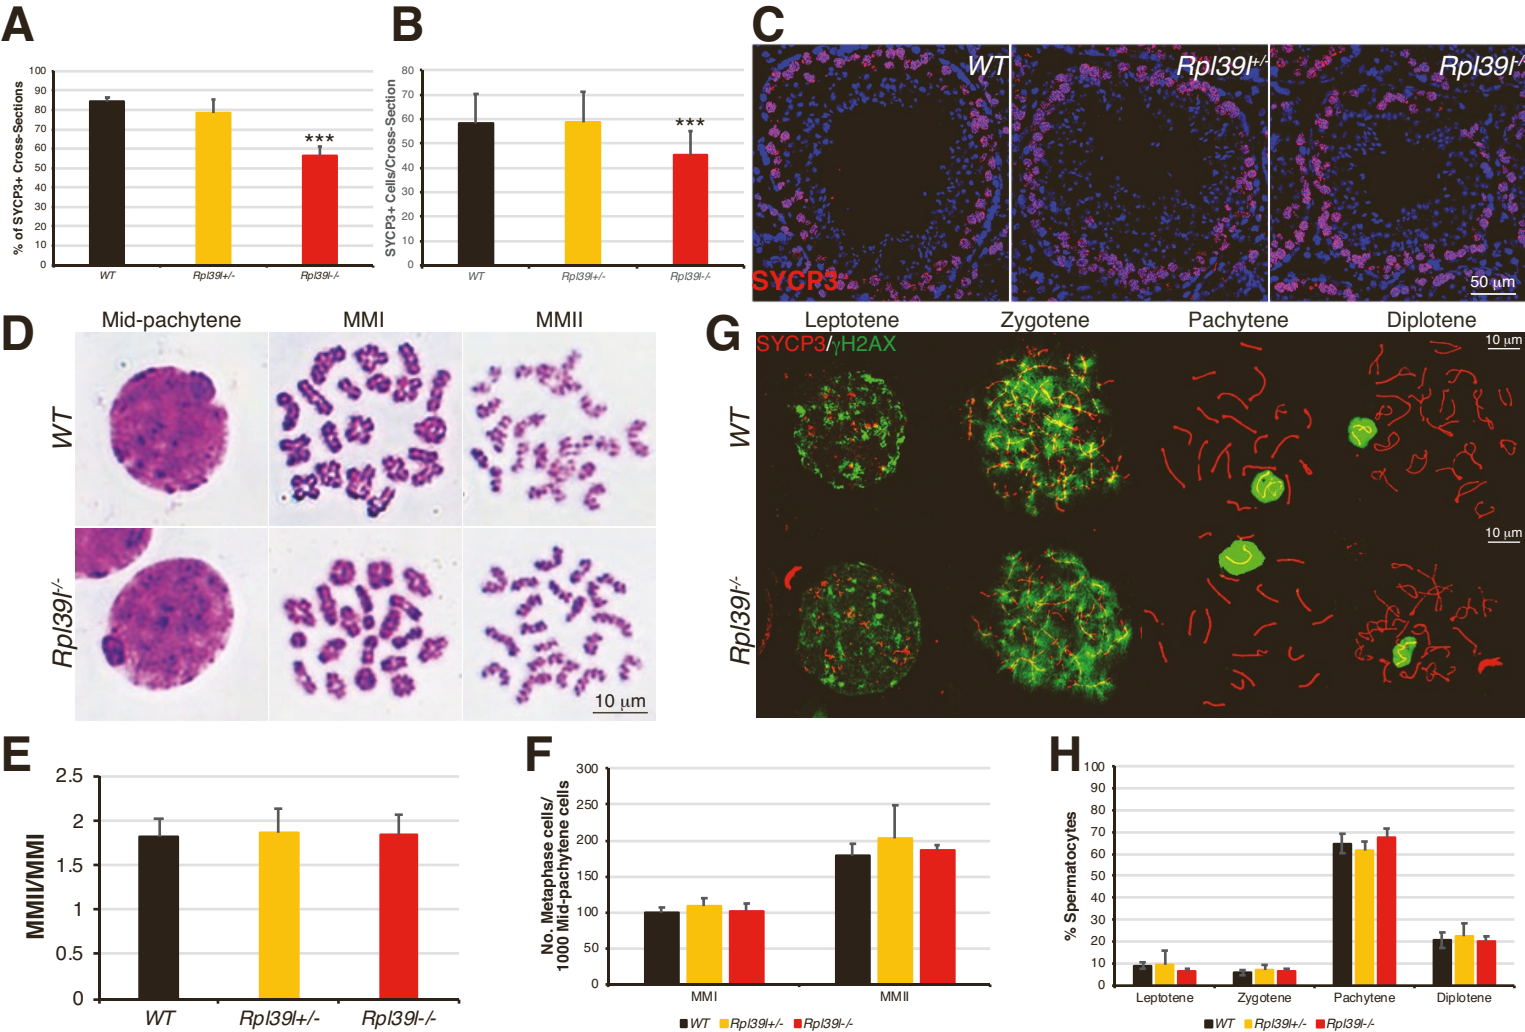 A
% of SYCP3+ Cross-Sections
100
90
80
70
60
50
40
30
20
10
0
***
WT
Rpl39l+/-
Rpl39l-/-
B
SYCP3+ Cells/Cross-Section
80
70
60
50
40
30
20
10
0
***
WT
Rpl39l+/-
Rpl39l-/-
C
WT
Rpl39l+/-
Rpl39l-/-
SYCP3
50 μm
D
Mid-pachytene
MMI
MMII
WT
Rpl39l-/-
10 μm
G
Leptotene
Zygotene
Pachytene
Diplotene
SYCP3/γH2AX
10 μm
WT
10 μm
Rpl39l-/-
E
MMII/MMI
2.5
2
1.5
1
0.5
0
WT
Rpl39l+/-
Rpl39l-/-
F
No. Metaphase cells/
1000 Mid-pachytene cells
300
250
200
150
100
50
0
MMI
MMII
WT Rpl39l+/- Rpl39l-/-
H
% Spermatocytes
100
90
80
70
60
50
40
30
20
10
0
Leptotene
Zygotene
Pachytene
Diplotene
WT Rpl39l+/- Rpl39l-/-